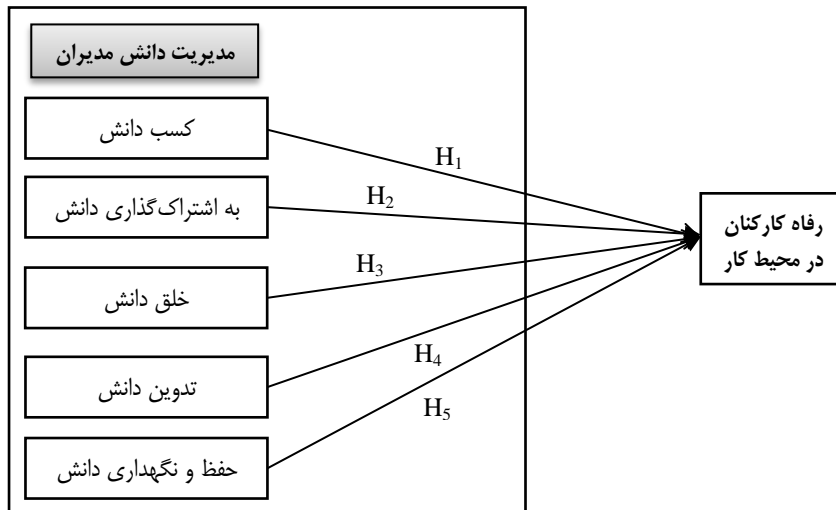 مدیریت دانش مدیران
کسب دانش
به اشتراک‌گذاری دانش
خلق دانش
تدوین دانش
حفظ و نگهداری دانش
H₁
H₂
H₃
H₄
H₅
رفاه کارکنان
در محیط کار